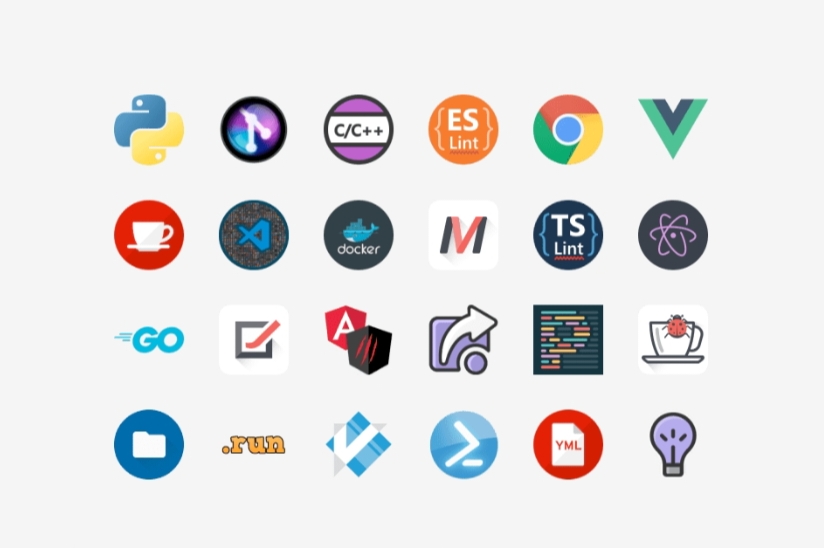 C/C++
{ES
Lint}
docker
{TS
Lint}
GO
A
.run
YML